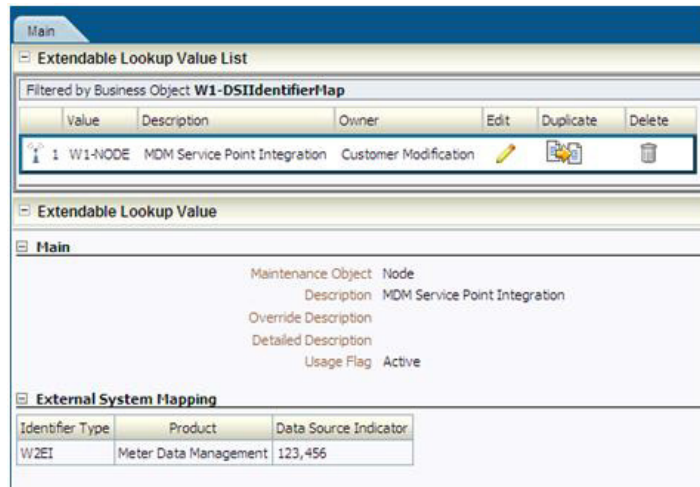 Main
Extendable Lookup Value List
Filtered by Business Object W1-DSIIdentifierMap
Value Description Owner Edit Duplicate Delete
1 W1-NODE MDM Service Point Integration Customer Modification
Extendable Lookup Value
Main
Maintenance Object Node
Description MDM Service Point Integration
Override Description
Detailed Description
Usage Flag Active
External System Mapping
Identifier Type Product Data Source Indicator
W2EI Meter Data Management 123,456